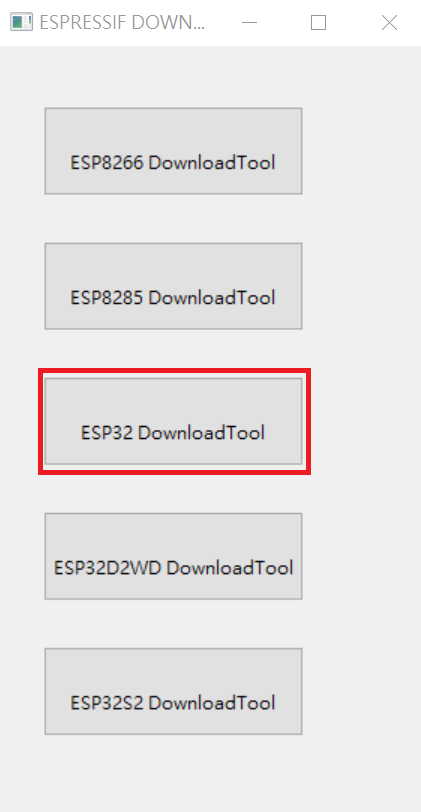 ESPRESSIF DOWN...
ESP8266 DownloadTool
ESP8285 DownloadTool
ESP32 DownloadTool
ESP32D2WD DownloadTool
ESP32S2 DownloadTool